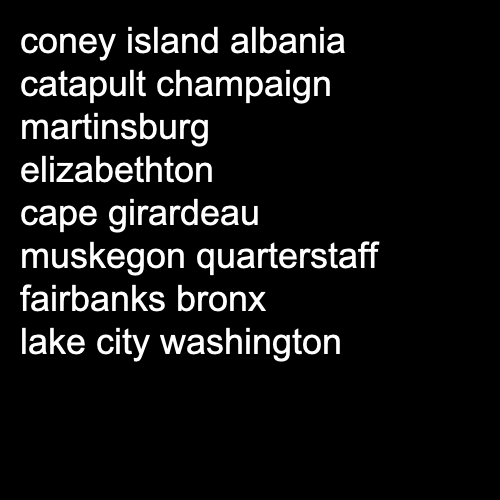 coney island albania
catapult champaign
martinsburg
elizabethton
cape girardeau
muskegon quarterstaff
fairbanks bronx
lake city washington